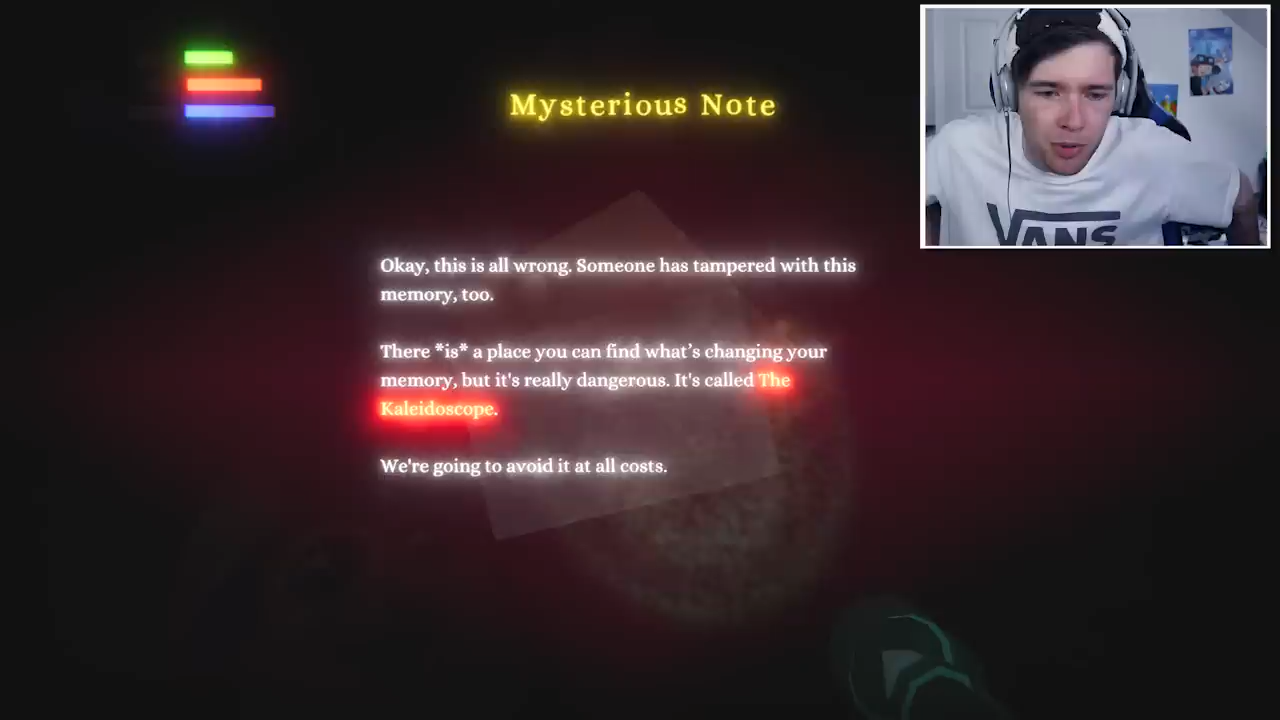 Mysterious Note
Okay, this is all wrong. Someone has tampered with this
memory, too.
There *is* a place you can find what’s changing your
memory, but it's really dangerous. It's called The
Kaleidoscope.
We're going to avoid it at all costs.
VANS